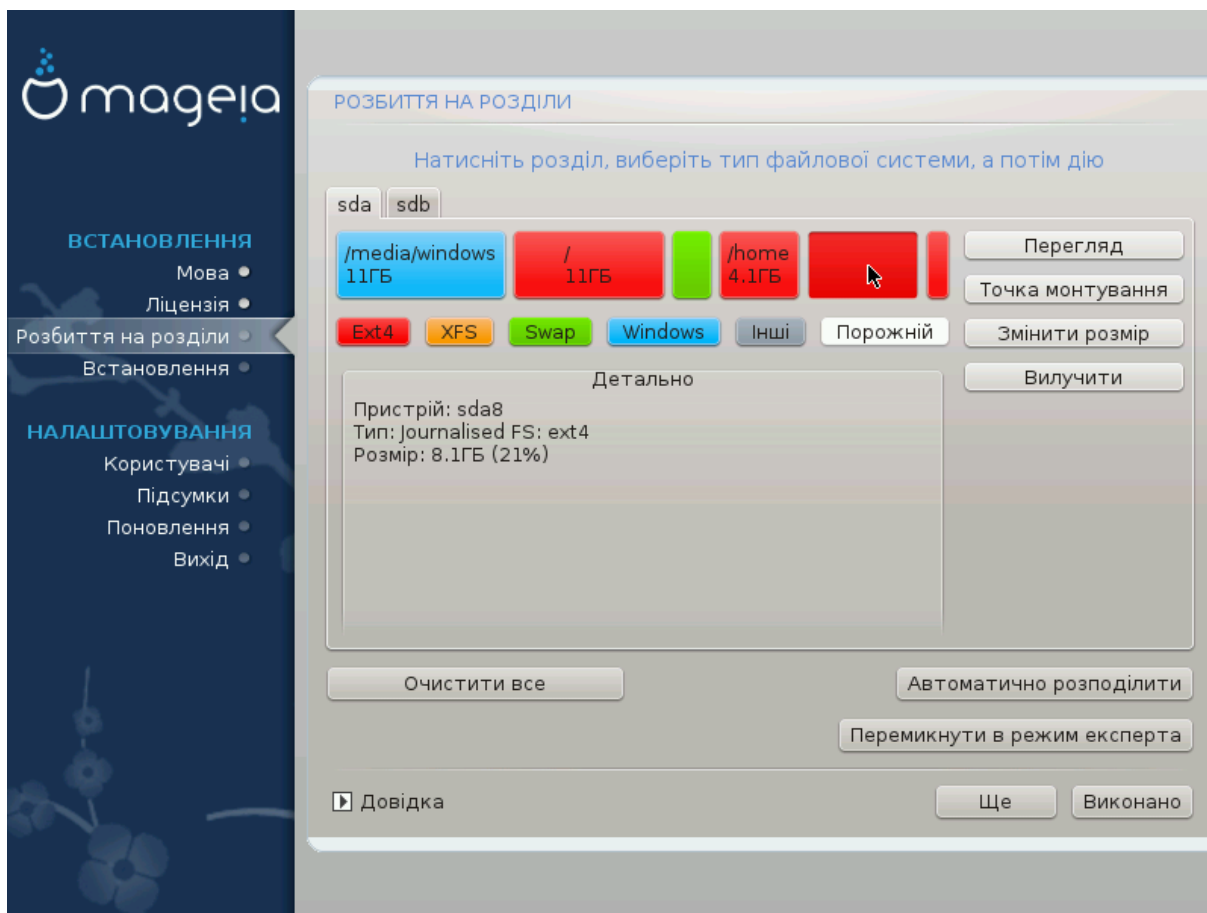 mageia
ВСТАНОВЛЕННЯ
Мова
Ліцензія
Розбиття на розділи
Встановлення
НАЛАШТОВУВАННЯ
Користувачі
Підсумки
Поновлення
Вихід
РОЗБИТТЯ НА РОЗДІЛИ
Натисніть розділ, виберіть тип файлової системи, а потім дію
sda sdb
/media/windows / /home
11ГБ 11ГБ 4.1ГБ
Ext4 XFS Swap Windows Інші Порожній
Перегляд
Точка монтування
Змінити розмір
Вилучити
Детально
Пристрій: sda8
Тип: Journalised FS: ext4
Розмір: 8.1ГБ (21%)
Очистити все Автоматично розподілити
Перемикнути в режим експерта
Довідка Ще Виконано